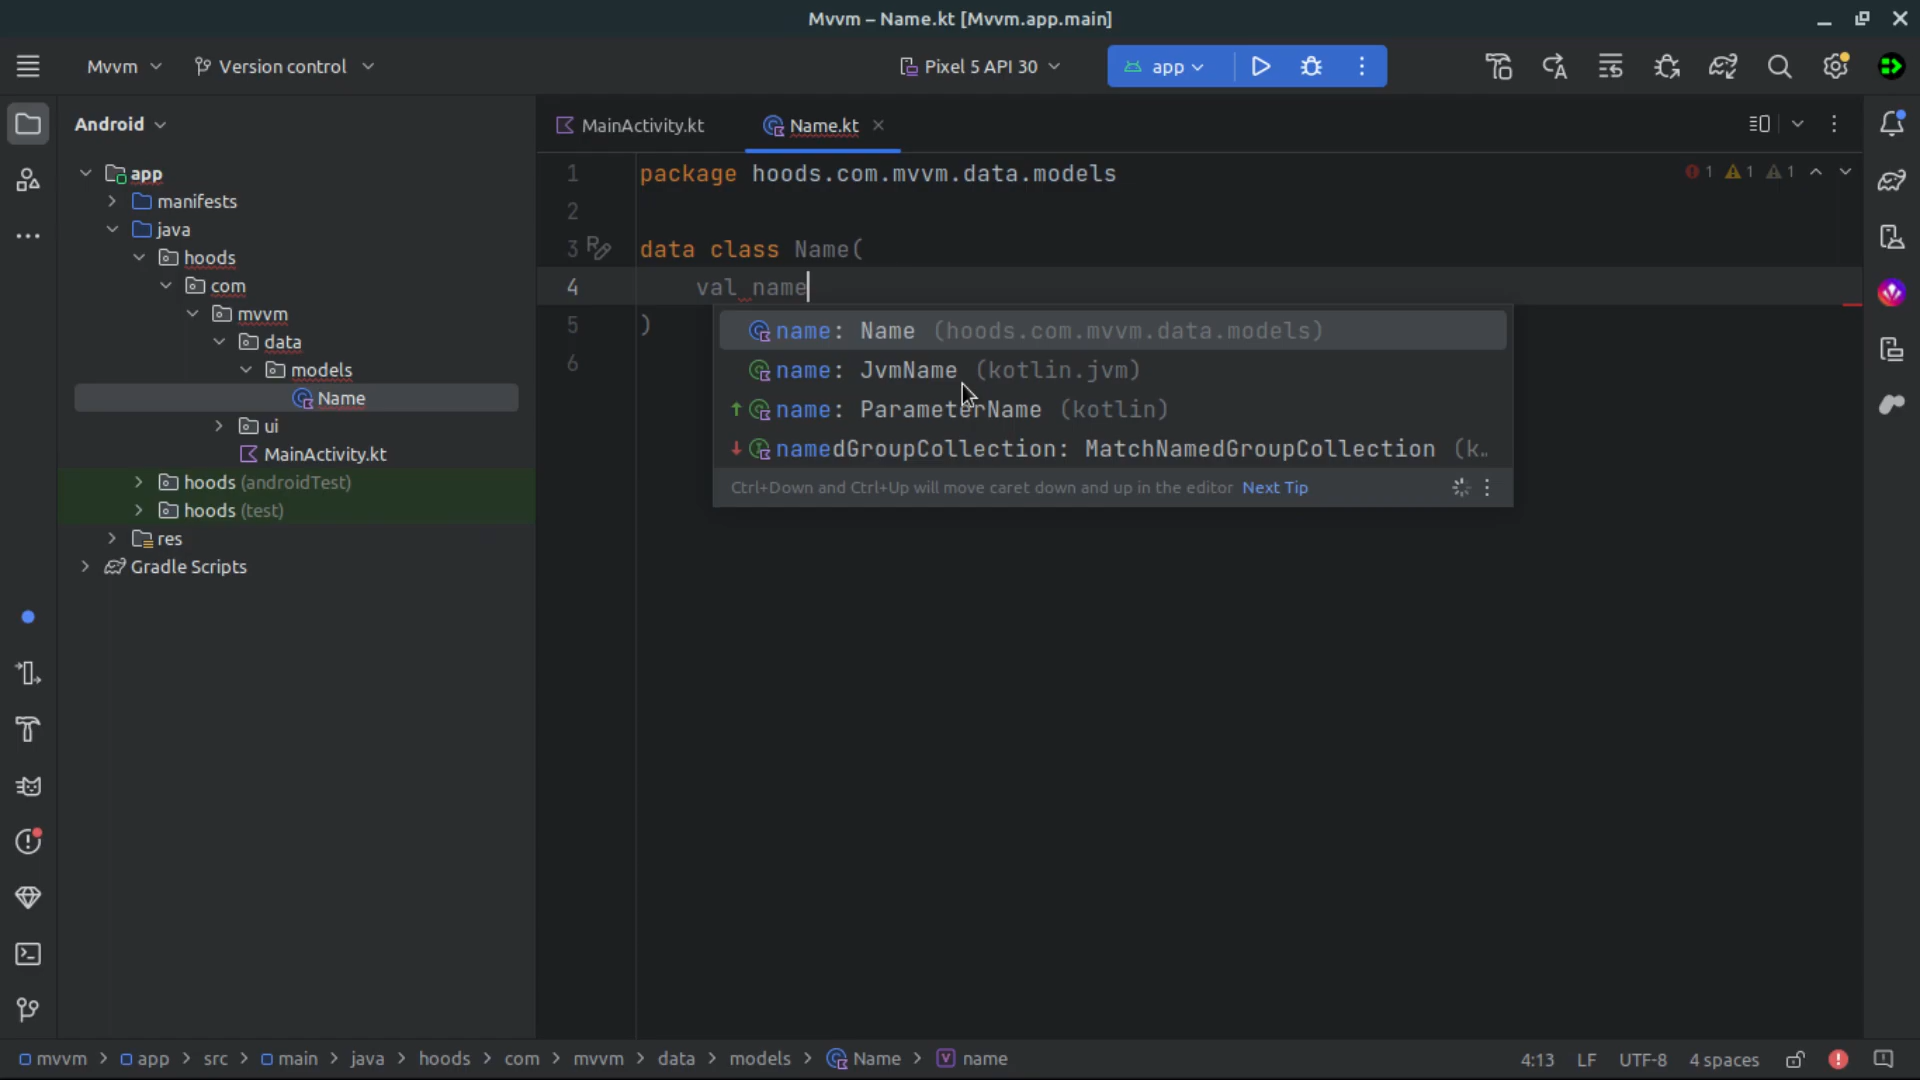 Mvvm – Name.kt [Mvvm.app.main]
Mvvm
Version control
Pixel 5 API 30
app
Android
app
manifests
java
hoods
com
mvvm
data
models
Name
ui
MainActivity.kt
hoods (androidTest)
hoods (test)
res
Gradle Scripts
MainActivity.kt
Name.kt
1 package hoods.com.mvvm.data.models
1 1 1
2
3 data class Name(
4 val name
5 )
6
name: Name (hoods.com.mvvm.data.models)
name: JvmName (kotlin.jvm)
name: ParameterName (kotlin)
namedGroupCollection: MatchNamedGroupCollection (k..
Ctrl+Down and Ctrl+Up will move caret down and up in the editor Next Tip
mvvm > app > src > main > java > hoods > com > mvvm > data > models > Name > name
4:13 LF UTF-8 4 spaces